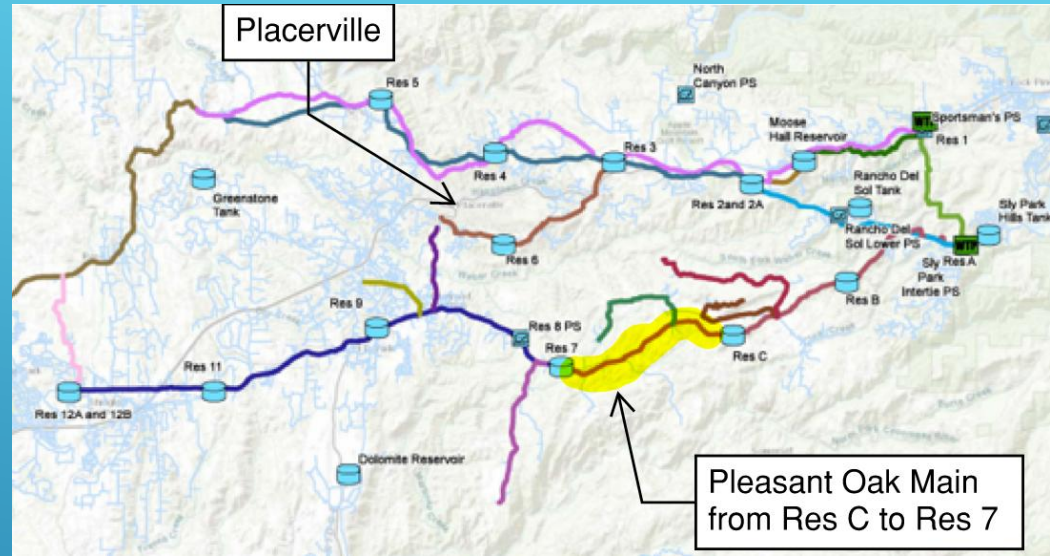 Placerville
Res 5
North
Canyon PS
Moose
Hall Reservoir
Sportsman's PS
Res 1
Res 4
Res 3
Rancho Del
Sol Tank
Greenstone
Tank
Res 2and 2A
Sly Park
Hills Tank
Rancho Del
Sol Lower PS
WTP
Res A
Sly
Park
Intertie PS
Res 6
Res B
Res 9
Res 8 PS
Res 7
Res C
Res 11
Res 12A and 12B
Dolomite Reservoir
Pleasant Oak Main
from Res C to Res 7